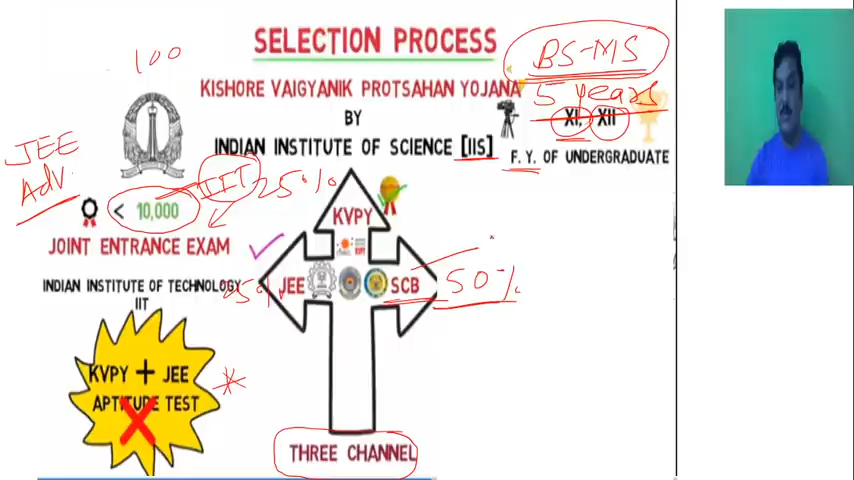 SELECTION PROCESS
BS-MS
100
KISHORE VAIGYANIK PROTSAHAN YOJANA
5 years
BY
XI, XII
INDIAN INSTITUTE OF SCIENCE [IIS]
F. Y. OF UNDERGRADUATE
JEE
Adv.
IIT
25%
< 10,000
KVPY
JOINT ENTRANCE EXAM
INDIAN INSTITUTE OF TECHNOLOGY
IIT
25%
JEE
SCB
50%
KVPY + JEE
APTITUDE TEST
THREE CHANNEL